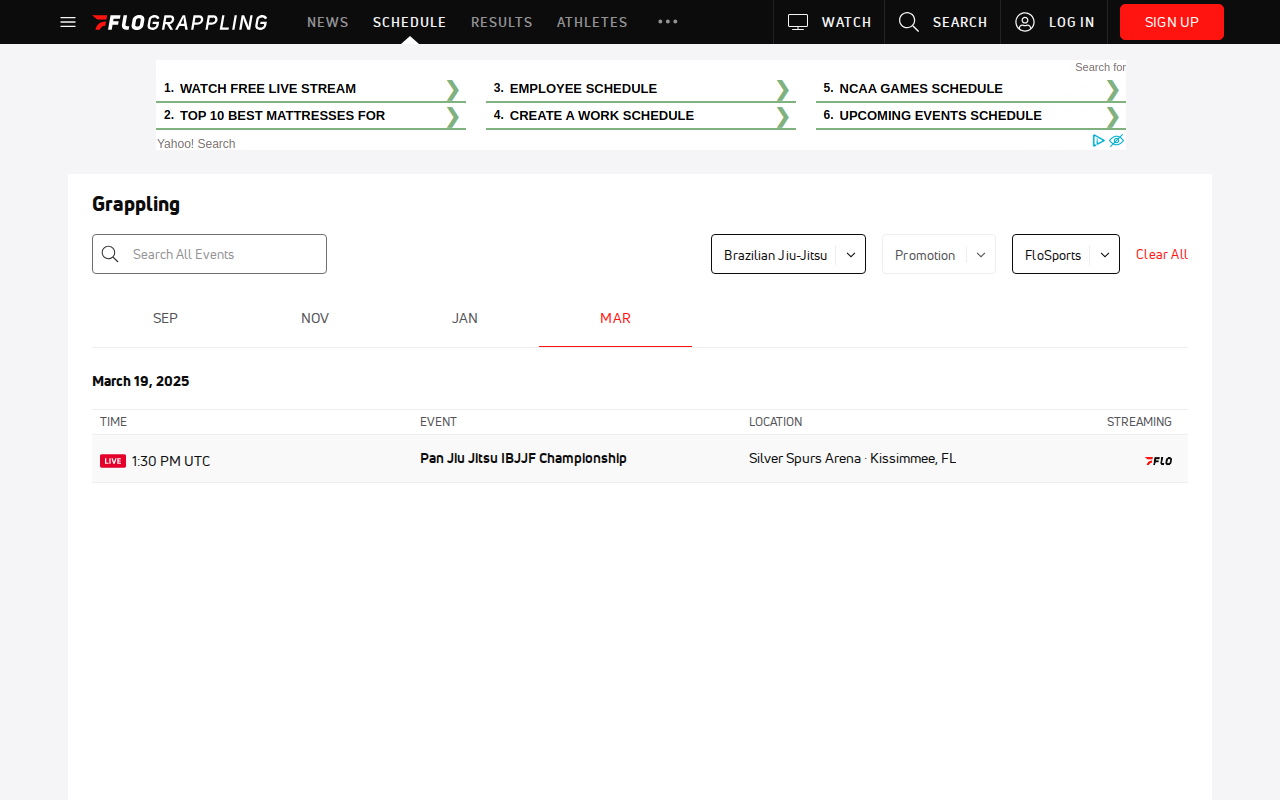 FLOGRAPPLING NEWS SCHEDULE RESULTS ATHLETES WATCH SEARCH LOG IN SIGN UP
Search for
1. WATCH FREE LIVE STREAM
2. TOP 10 BEST MATTRESSES FOR
3. EMPLOYEE SCHEDULE
4. CREATE A WORK SCHEDULE
5. NCAA GAMES SCHEDULE
6. UPCOMING EVENTS SCHEDULE
Yahoo! Search
Grappling
Search All Events Brazilian Jiu-Jitsu Promotion FloSports Clear All
SEP NOV JAN MAR
March 19, 2025
TIME EVENT LOCATION STREAMING
LIVE 1:30 PM UTC Pan Jiu Jitsu IBJJF Championship Silver Spurs Arena · Kissimmee, FL FLO